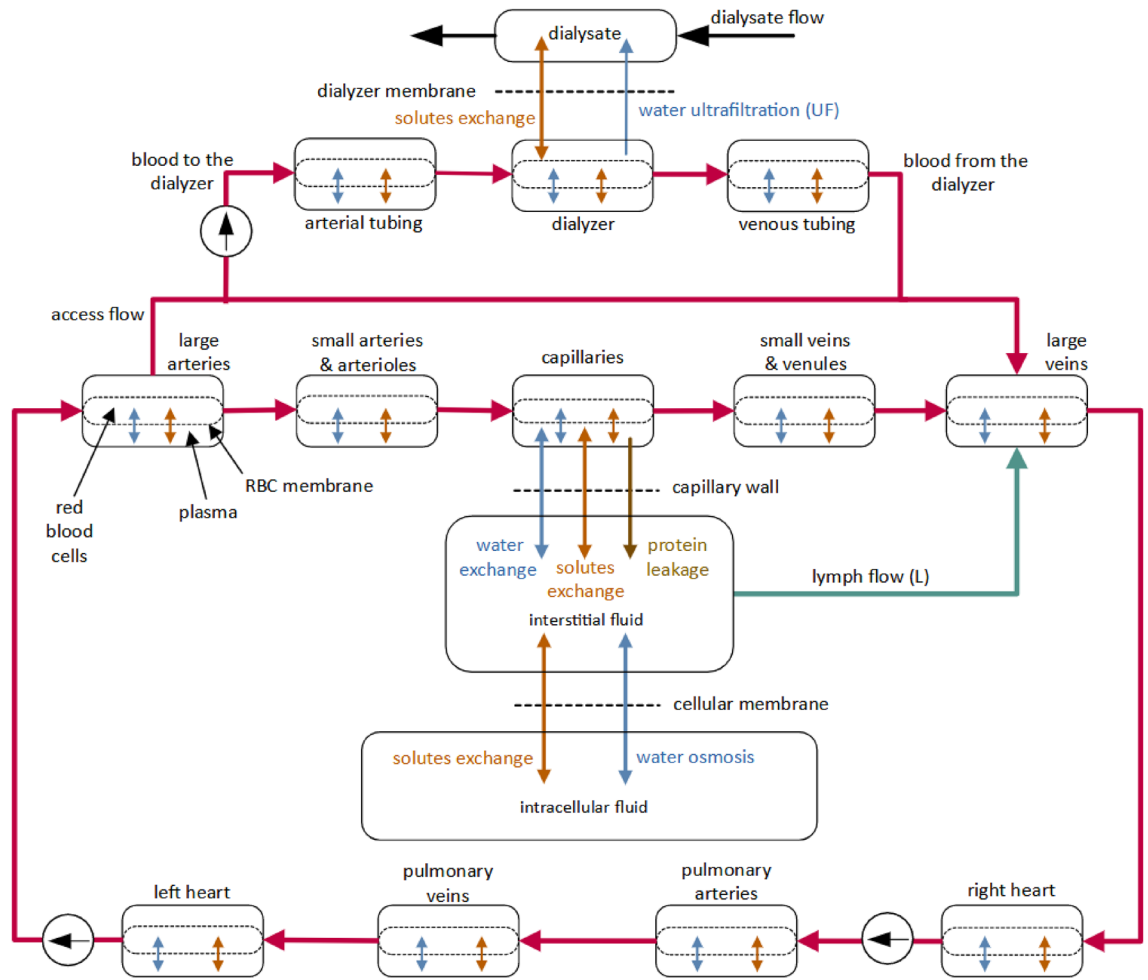 dialysate flow
dialysate
dialyzer membrane
solutes exchange
water ultrafiltration (UF)
blood to the
dialyzer
blood from the
dialyzer
arterial tubing
dialyzer
venous tubing
access flow
large
arteries
small arteries
& arterioles
capillaries
small veins
& venules
large
veins
RBC membrane
red
blood
cells
plasma
capillary wall
water
exchange
solutes
exchange
protein
leakage
interstitial fluid
lymph flow (L)
cellular membrane
solutes exchange
water osmosis
intracellular fluid
left heart
pulmonary
veins
pulmonary
arteries
right heart